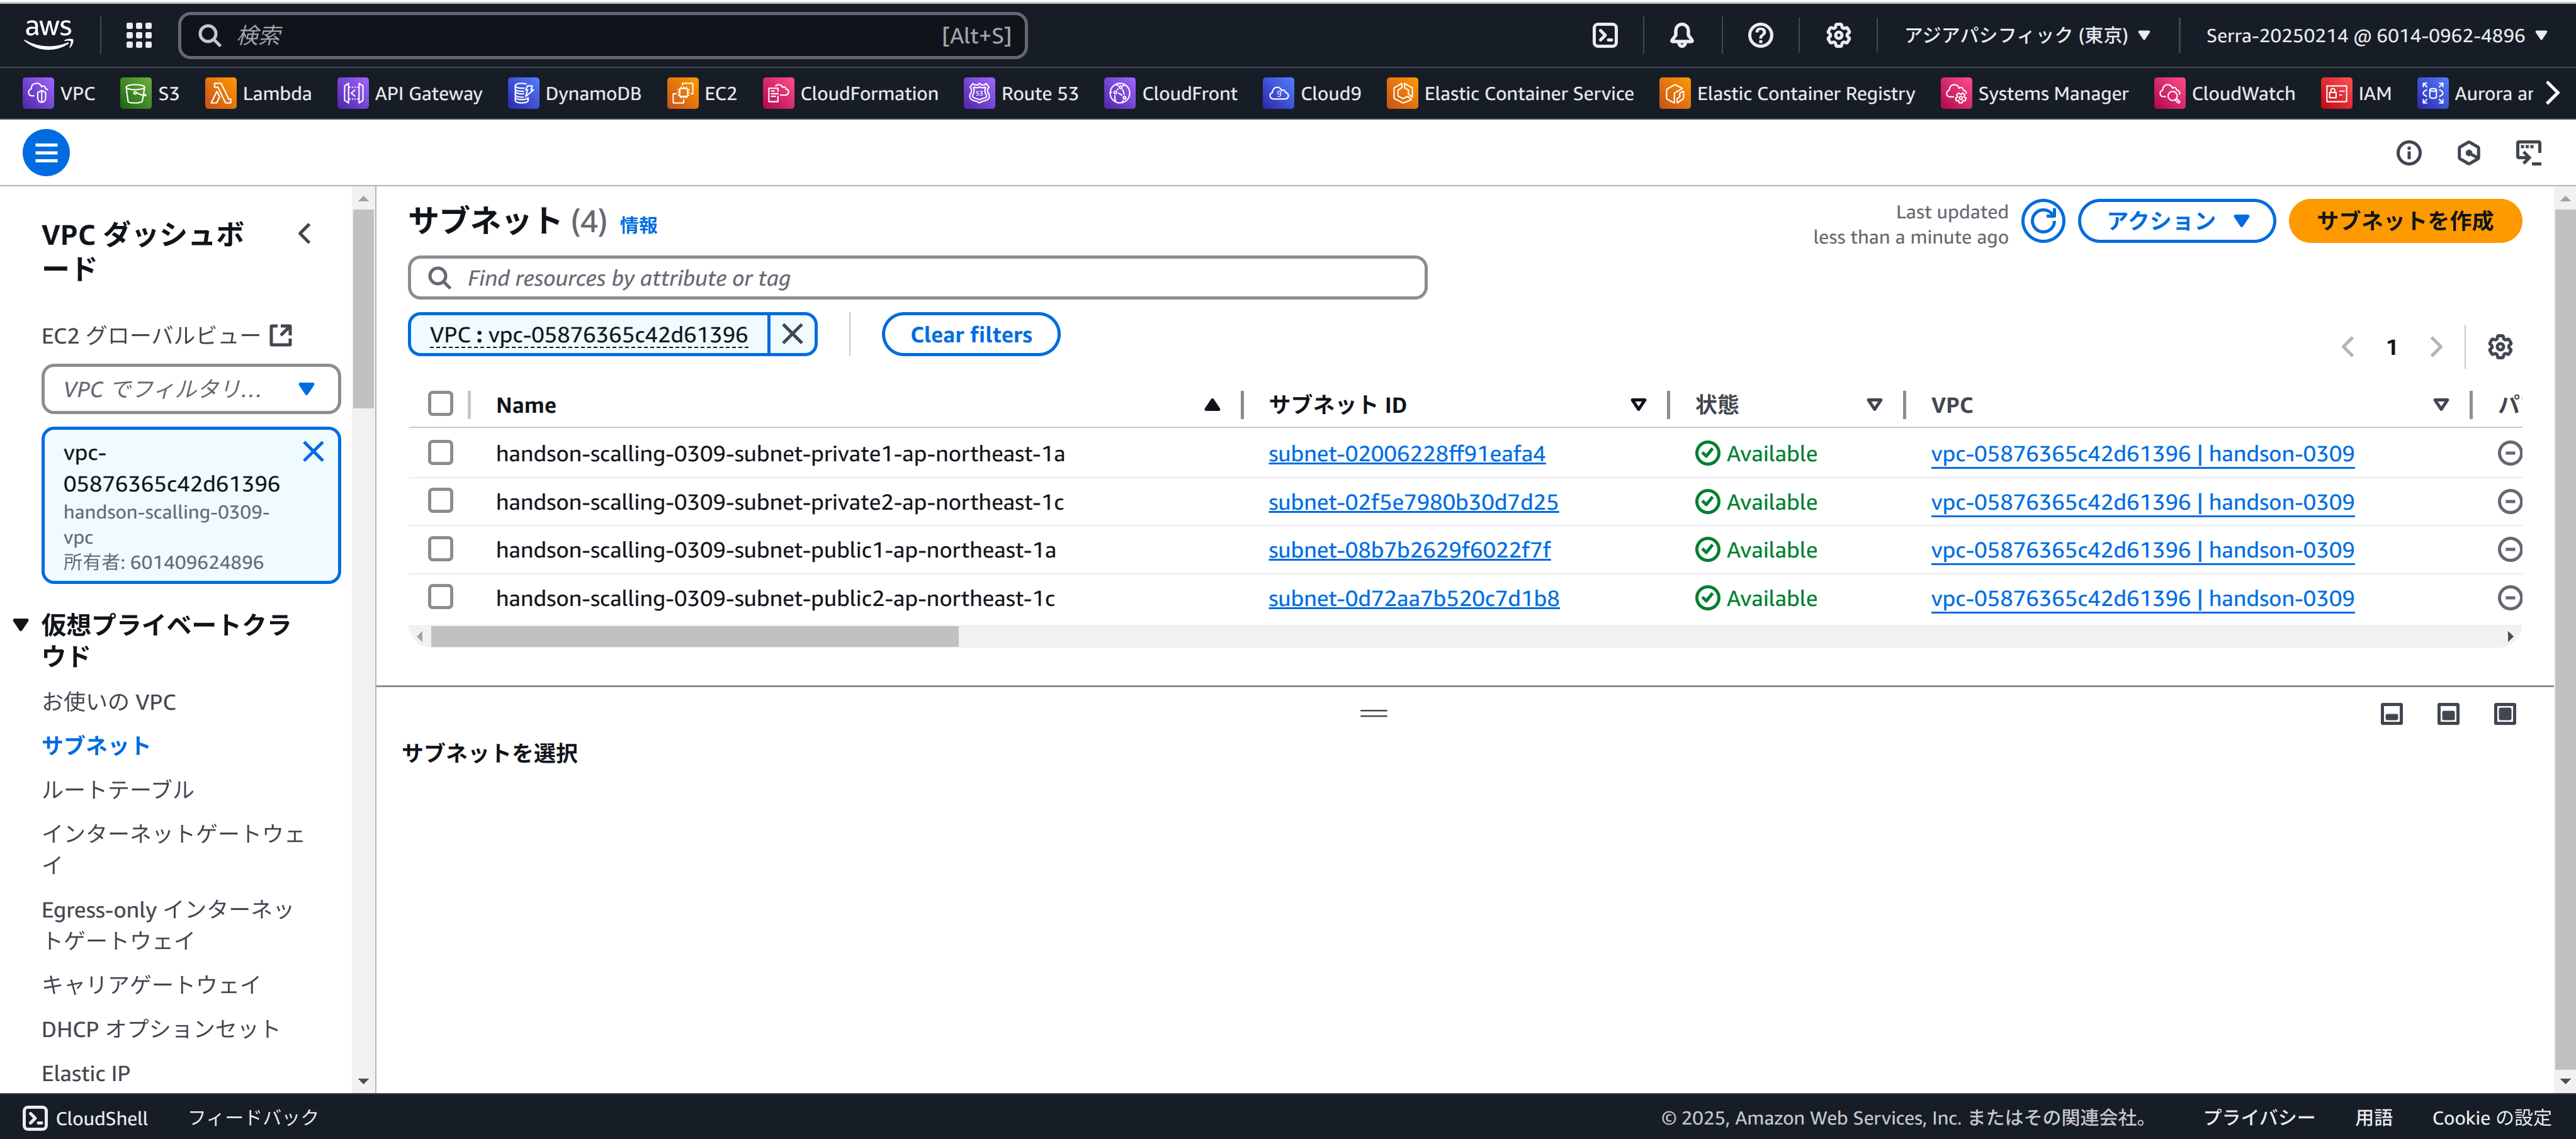 aws
検索
[Alt+S]
アジアパシフィック (東京)
Serra-20250214 @ 6014-0962-4896
VPC
S3
Lambda
API Gateway
DynamoDB
EC2
CloudFormation
Route 53
CloudFront
Cloud9
Elastic Container Service
Elastic Container Registry
Systems Manager
CloudWatch
IAM
Aurora ar
VPC ダッシュボ
ード
EC2 グローバルビュー
VPC でフィルタリ...
vpc-
05876365c42d61396
handson-scalling-0309-
vpc
所有者: 601409624896
仮想プライベートクラ
ウド
お使いの VPC
サブネット
ルートテーブル
インターネットゲートウェ
イ
Egress-only インターネッ
トゲートウェイ
キャリアゲートウェイ
DHCP オプションセット
Elastic IP
サブネット (4) 情報
Last updated
less than a minute ago
アクション
サブネットを作成
Find resources by attribute or tag
VPC : vpc-05876365c42d61396
Clear filters
1
Name サブネット ID 状態 VPC パ
handson-scalling-0309-subnet-private1-ap-northeast-1a subnet-02006228ff91eafa4 Available vpc-05876365c42d61396 | handson-0309
handson-scalling-0309-subnet-private2-ap-northeast-1c subnet-02f5e7980b30d7d25 Available vpc-05876365c42d61396 | handson-0309
handson-scalling-0309-subnet-public1-ap-northeast-1a subnet-08b7b2629f6022f7f Available vpc-05876365c42d61396 | handson-0309
handson-scalling-0309-subnet-public2-ap-northeast-1c subnet-0d72aa7b520c7d1b8 Available vpc-05876365c42d61396 | handson-0309
サブネットを選択
CloudShell
フィードバック
© 2025, Amazon Web Services, Inc. またはその関連会社。
プライバシー
用語
Cookie の設定